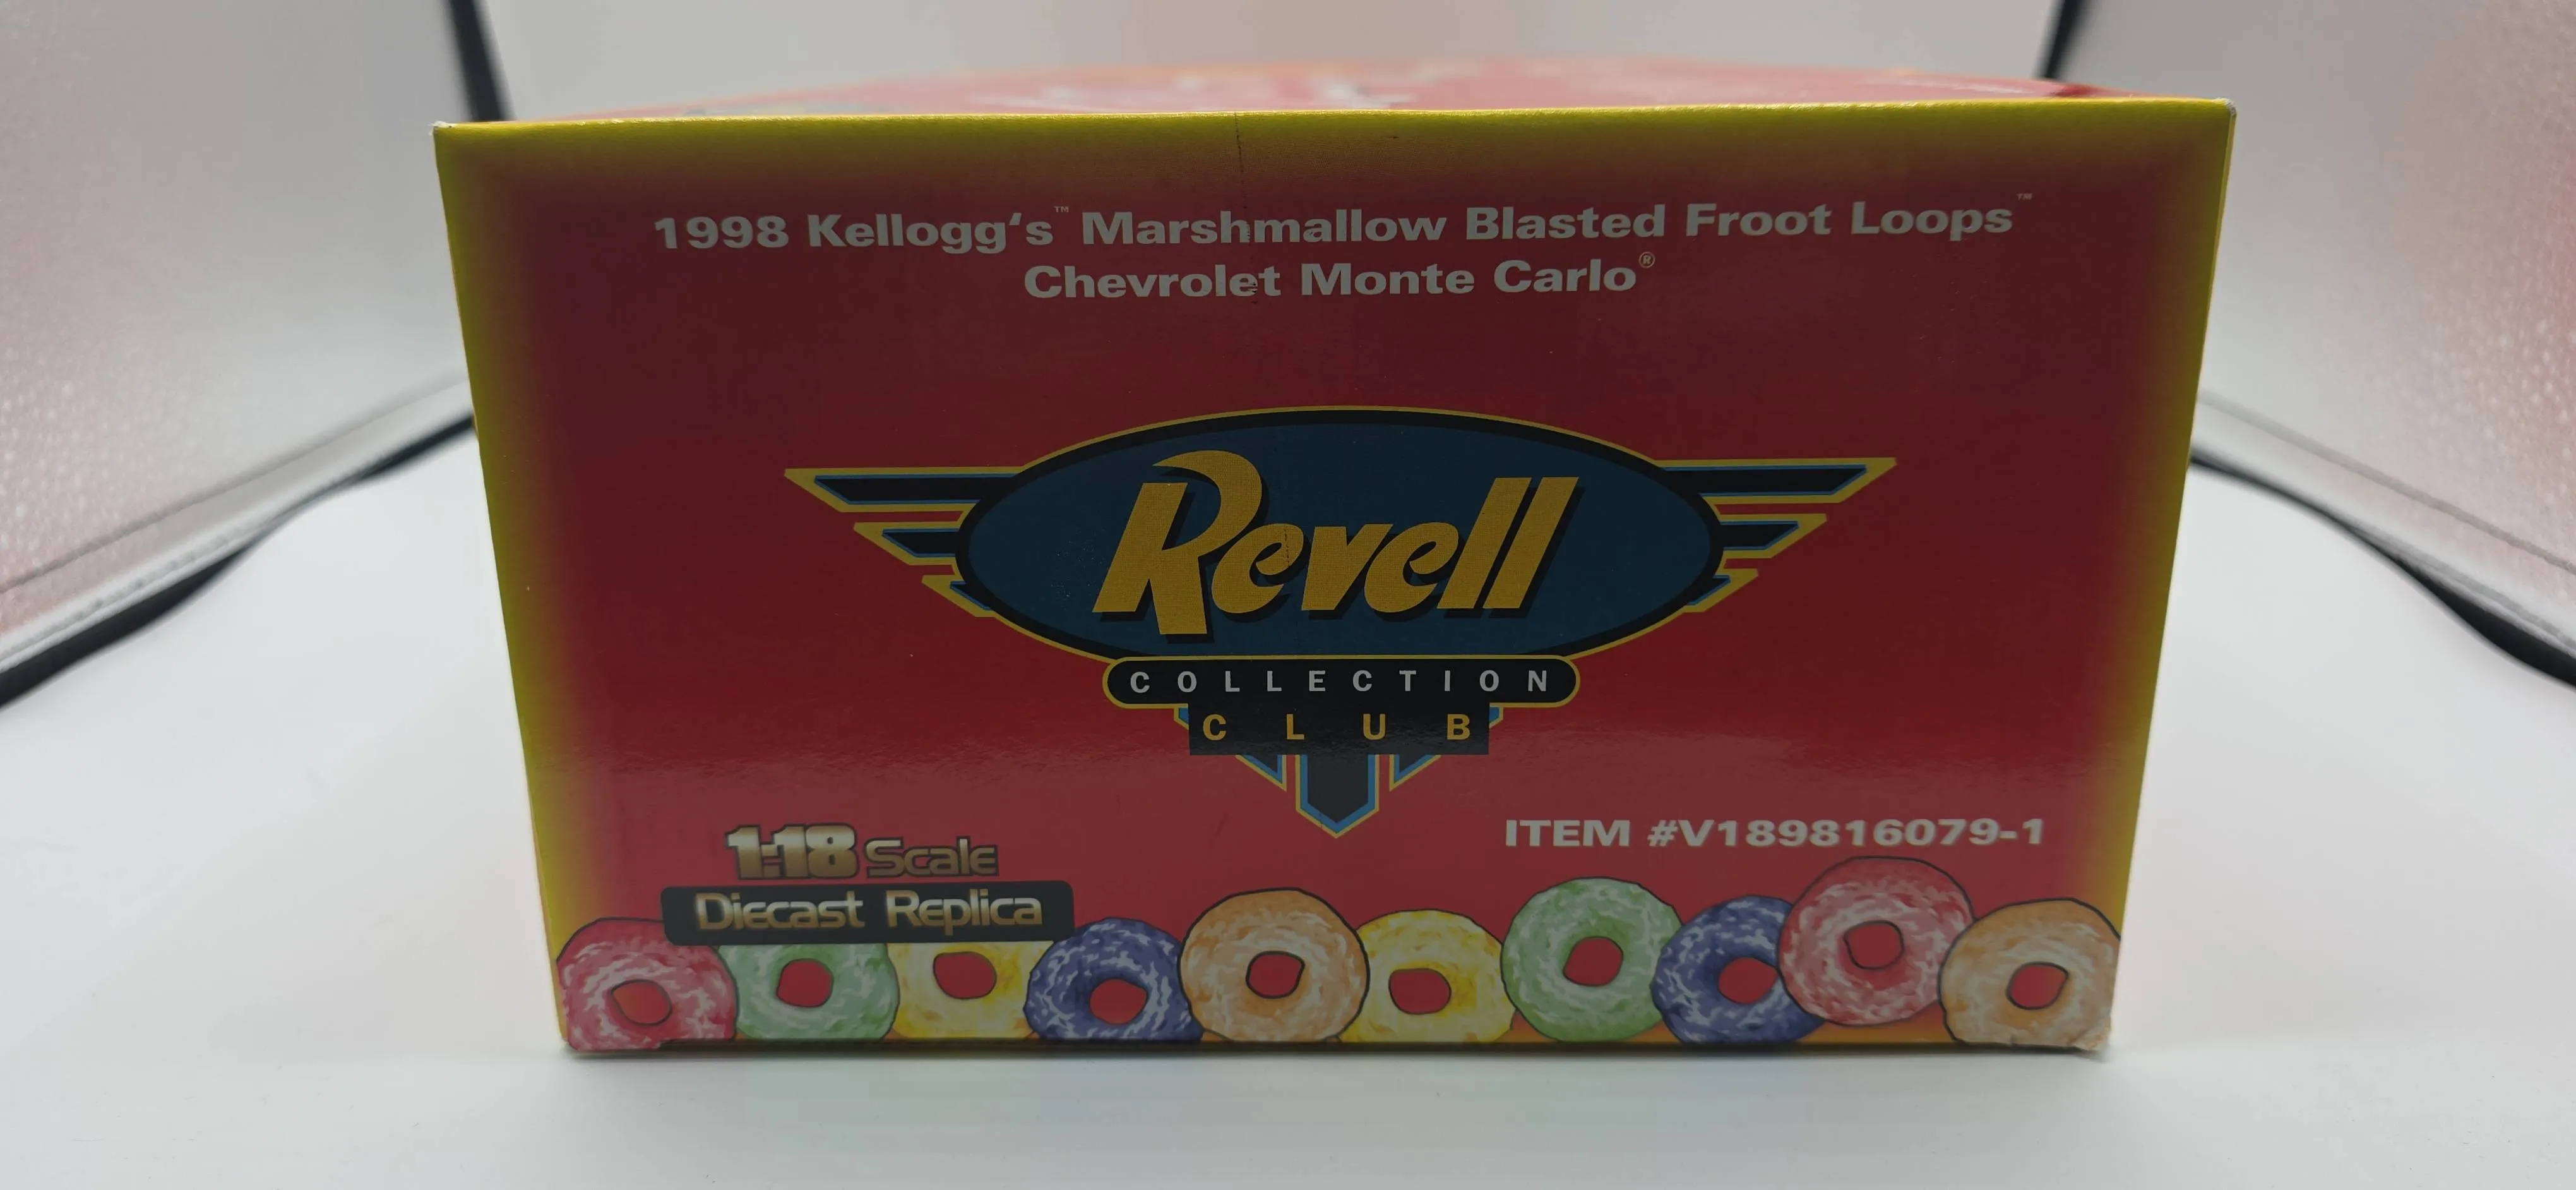 1998 Kellogg's™ Marshmallow Blasted Froot Loops™
Chevrolet Monte Carlo®
Revell
COLLECTION
CLUB
1:18 Scale
Diecast Replica
ITEM #V189816079-1